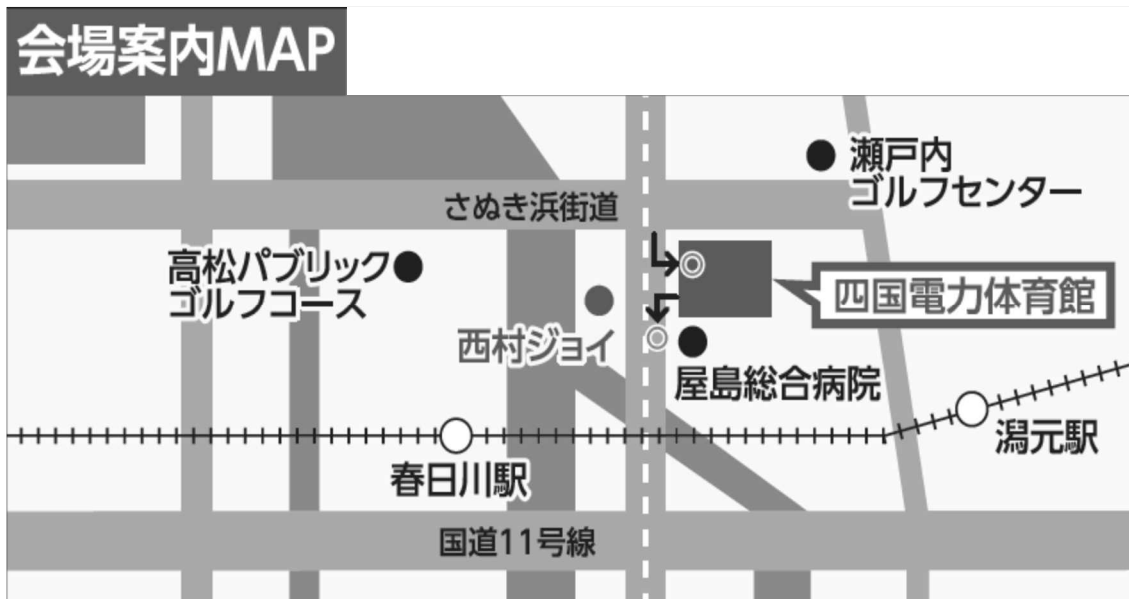 会場案内MAP
瀬戸内
ゴルフセンター
さぬき浜街道
高松パブリック
ゴルフコース
四国電力体育館
西村ジョイ
屋島総合病院
潟元駅
春日川駅
国道11号線